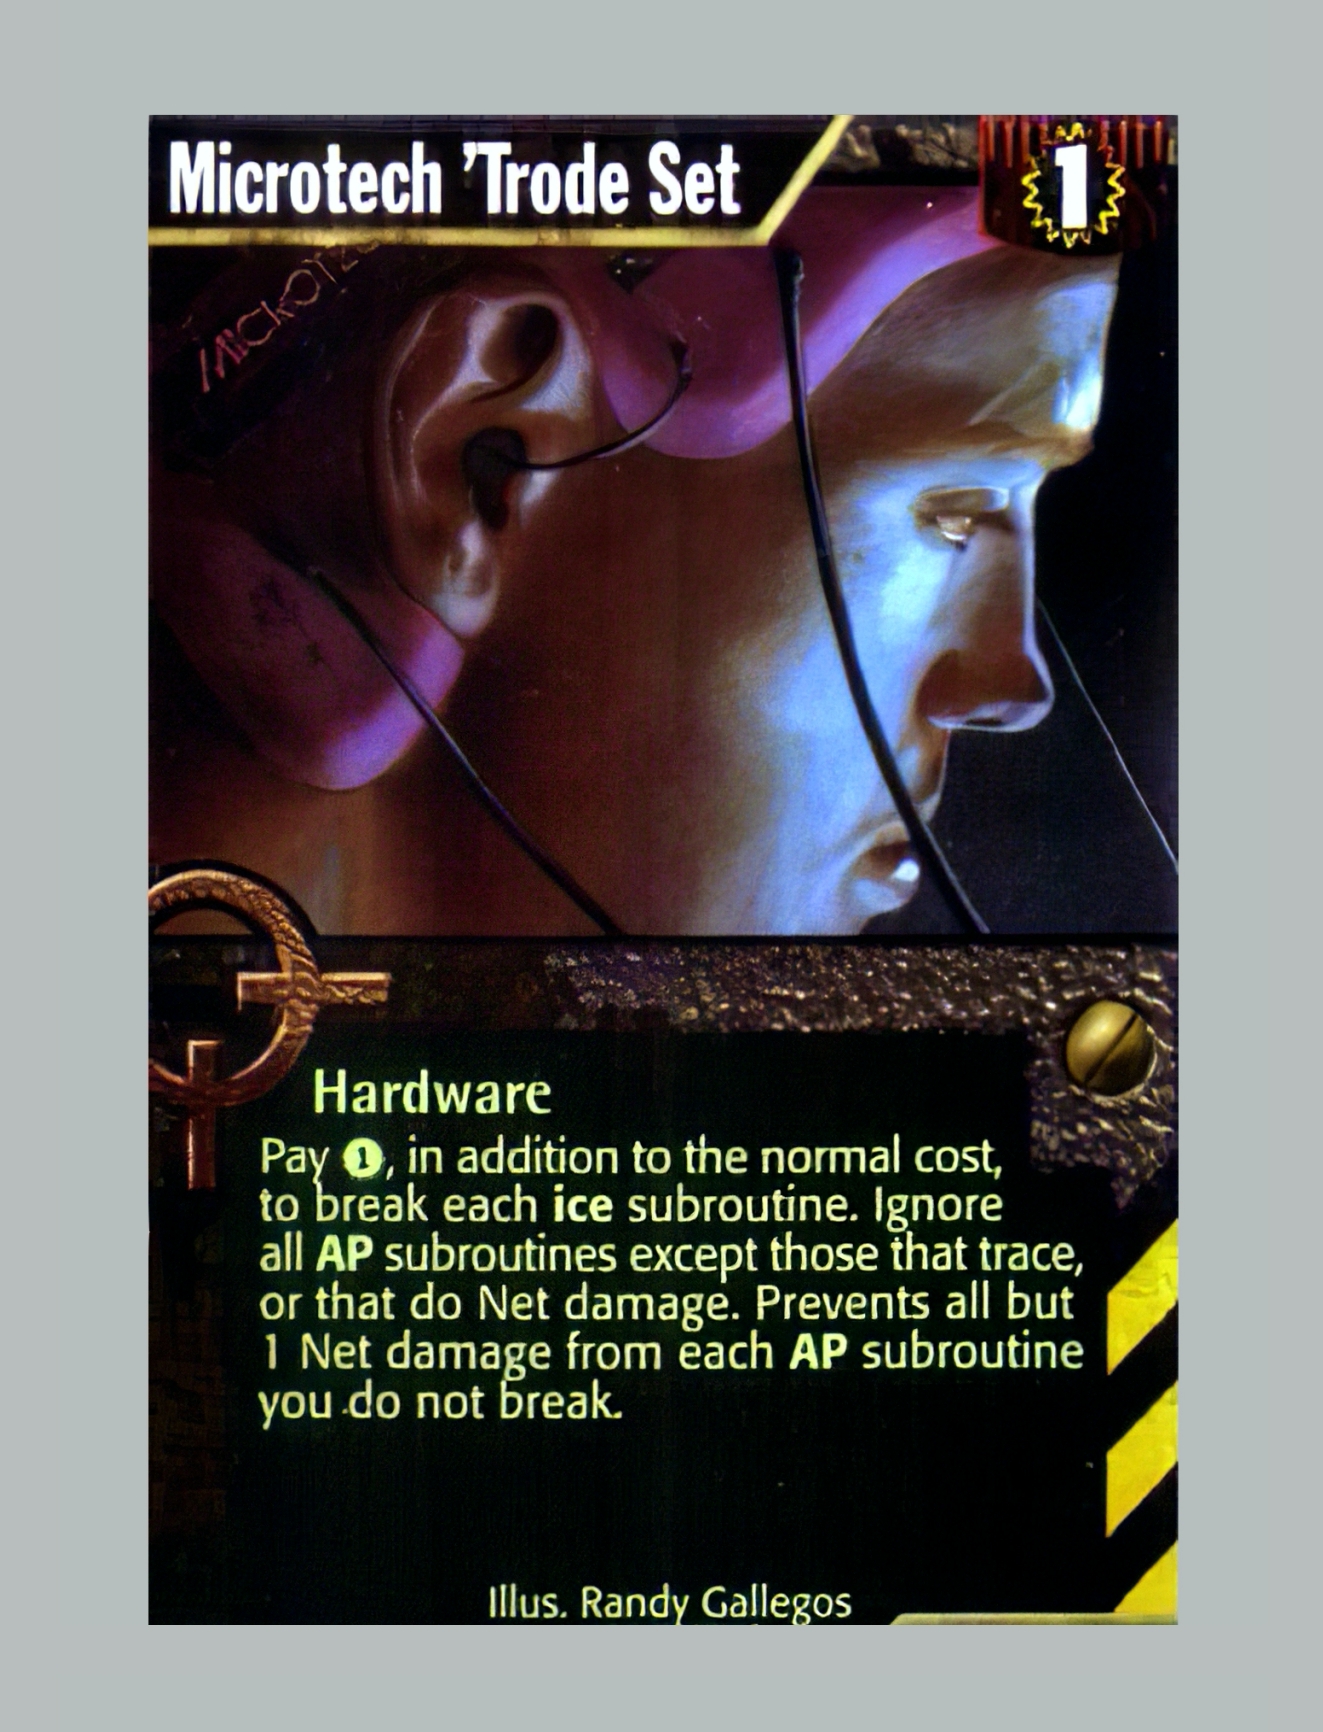 Microtech 'Trode Set
1
Hardware
Pay 1, in addition to the normal cost,
to break each ice subroutine. Ignore
all AP subroutines except those that trace,
or that do Net damage. Prevents all but
1 Net damage from each AP subroutine
you do not break.
Illus. Randy Gallegos